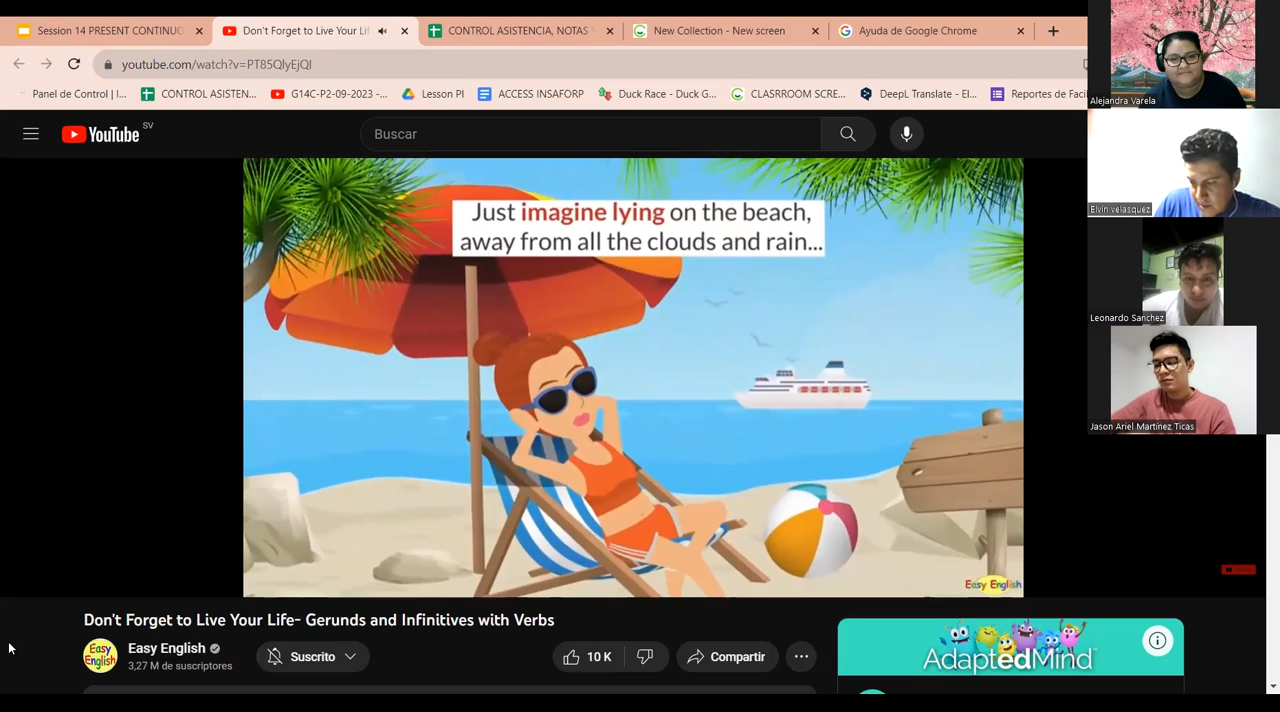 Session 14 PRESENT CONTINUO
Don't Forget to Live Your Lif
CONTROL ASISTENCIA, NOTAS
New Collection - New screen
Ayuda de Google Chrome
youtube.com/watch?v=PT85QlyEjQI
Panel de Control | I...
CONTROL ASISTEN...
G14C-P2-09-2023 -...
Lesson Pl
ACCESS INSAFORP
Duck Race - Duck G...
CLASRROOM SCRE...
DeepL Translate - El...
Reportes de Facili
YouTube SV
Buscar
Just imagine lying on the beach,
away from all the clouds and rain...
Easy English
Don't Forget to Live Your Life- Gerunds and Infinitives with Verbs
Easy English
Easy English
3,27 M de suscriptores
Suscrito
10 K
Compartir
AdaptedMind
Alejandra Varela
Elvin velasquez
Leonardo Sanchez
Jason Ariel Martínez Ticas